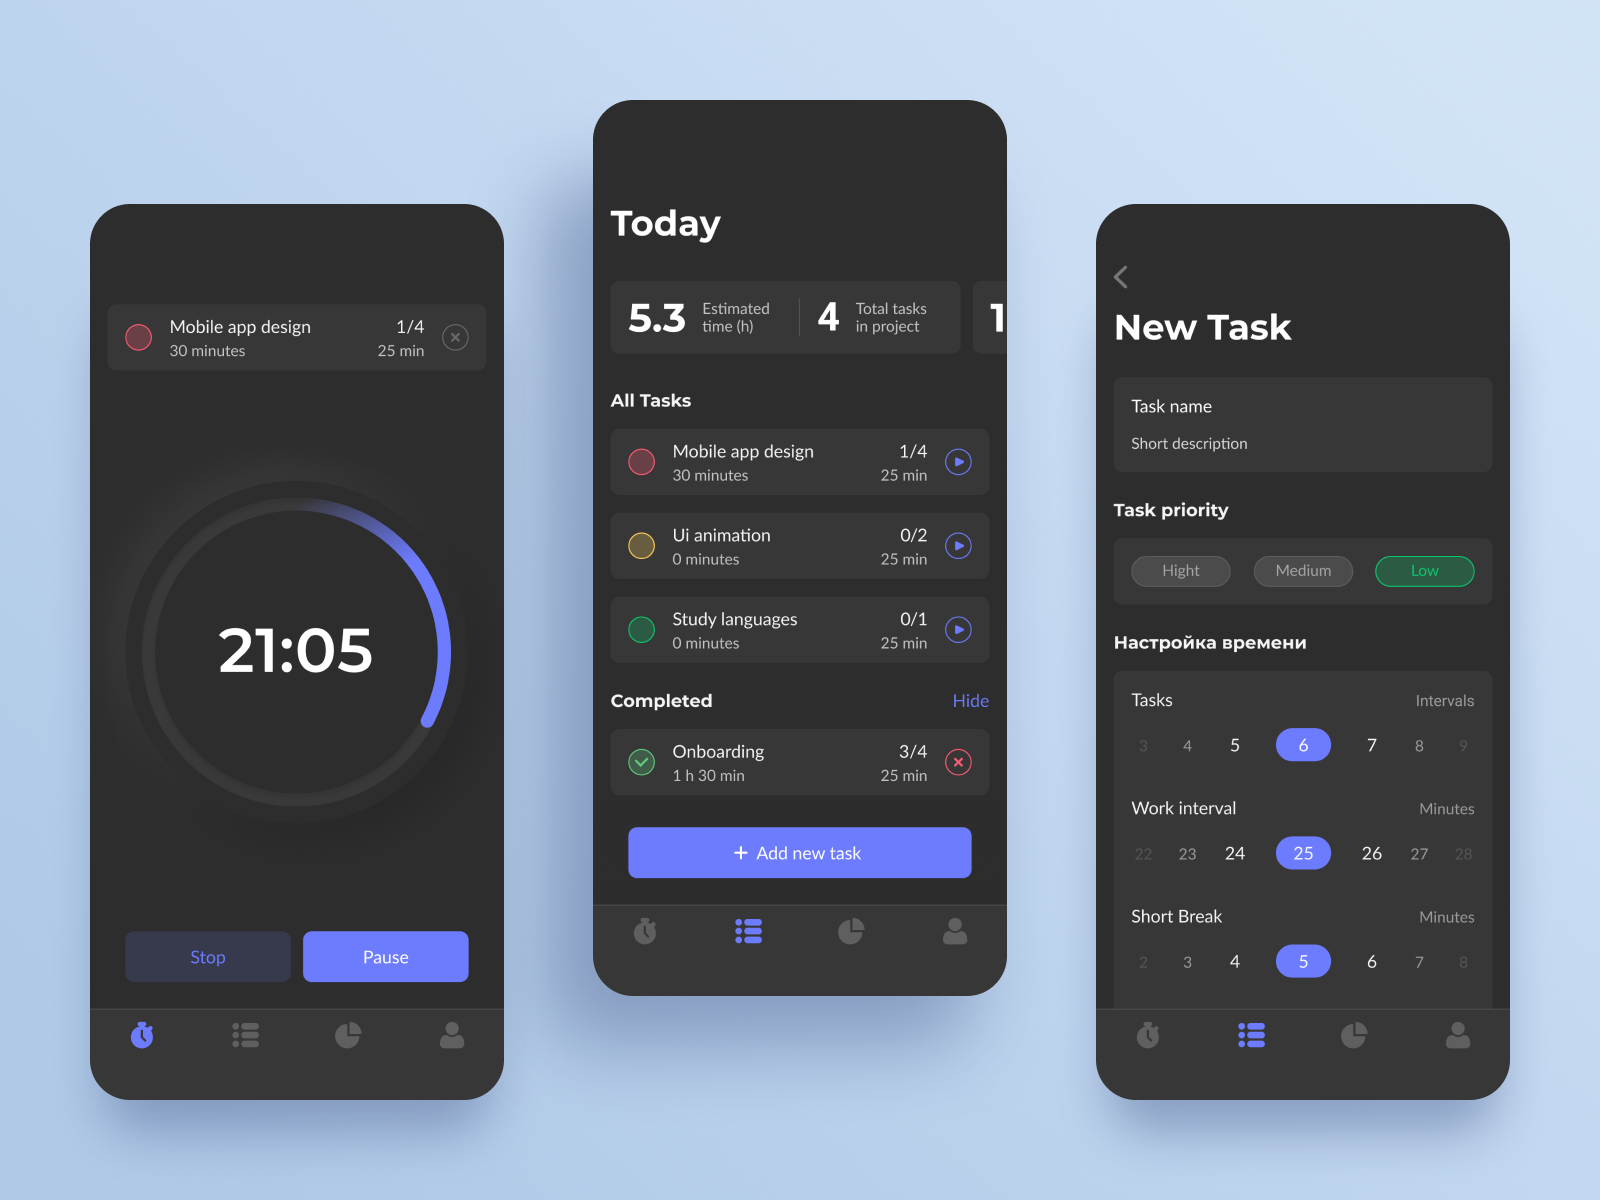 Mobile app design 1/4
30 minutes 25 min
21:05
Stop Pause
Today
5.3 Estimated time (h) 4 Total tasks in project 1
All Tasks
Mobile app design 1/4
30 minutes 25 min
Ui animation 0/2
0 minutes 25 min
Study languages 0/1
0 minutes 25 min
Completed Hide
Onboarding 3/4
1 h 30 min 25 min
+ Add new task
New Task
Task name
Short description
Task priority
Hight Medium Low
Настройка времени
Tasks Intervals
3 4 5 6 7 8 9
Work interval Minutes
22 23 24 25 26 27 28
Short Break Minutes
2 3 4 5 6 7 8